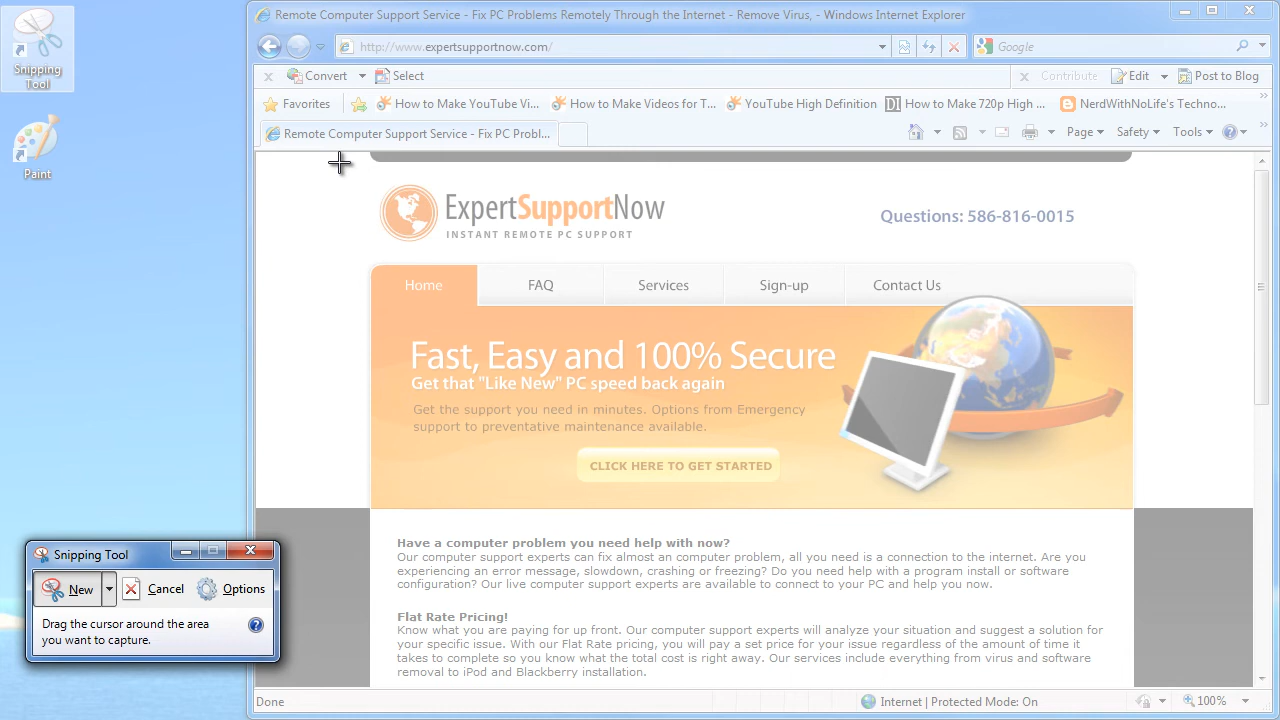 Snipping
Tool
Paint
Remote Computer Support Service - Fix PC Problems Remotely Through the Internet - Remove Virus, - Windows Internet Explorer
http://www.expertsupportnow.com/
Google
Convert
Select
Contribute
Edit
Post to Blog
Favorites
How to Make YouTube Vi...
How to Make Videos for T...
YouTube High Definition
DI
How to Make 720p High ...
NerdWithNoLife's Techno...
Remote Computer Support Service - Fix PC Probl...
Page
Safety
Tools
ExpertSupportNow
INSTANT REMOTE PC SUPPORT
Questions: 586-816-0015
Home
FAQ
Services
Sign-up
Contact Us
Fast, Easy and 100% Secure
Get that "Like New" PC speed back again
Get the support you need in minutes. Options from Emergency
support to preventative maintenance available.
CLICK HERE TO GET STARTED
Have a computer problem you need help with now?
Our computer support experts can fix almost an computer problem, all you need is a connection to the internet. Are you
experiencing an error message, slowdown, crashing or freezing? Do you need help with a program install or software
configuration? Our live computer support experts are available to connect to your PC and help you now.
Flat Rate Pricing!
Know what you are paying for up front. Our computer support experts will analyze your situation and suggest a solution for
your specific issue. With our Flat Rate pricing, you will pay a set price for your issue regardless of the amount of time it
takes to complete so you know what the total cost is right away. Our services include everything from virus and software
removal to iPod and Blackberry installation.
Snipping Tool
New
Cancel
Options
Drag the cursor around the area
you want to capture.
Done
Internet | Protected Mode: On
100%